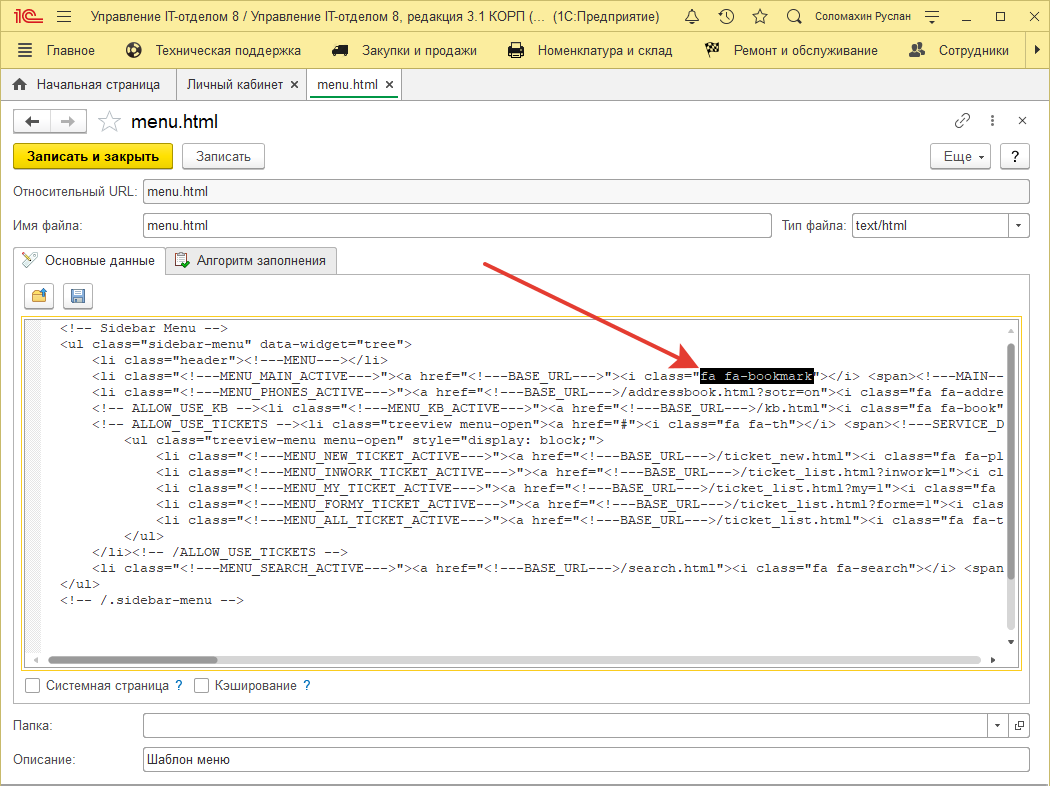 1С Управление IT-отделом 8 / Управление IT-отделом 8, редакция 3.1 КОРП (... (1С:Предприятие) Соломахин Руслан
Главное Техническая поддержка Закупки и продажи Номенклатура и склад Ремонт и обслуживание Сотрудники
Начальная страница Личный кабинет × menu.html ×
menu.html
Записать и закрыть Записать Еще ?
Относительный URL: menu.html
Имя файла: menu.html Тип файла: text/html
Основные данные Алгоритм заполнения
<!-- Sidebar Menu -->
<ul class="sidebar-menu" data-widget="tree">
<li class="header"><!---MENU---></li>
<li class="<!---MENU_MAIN_ACTIVE--->"><a href="<!---BASE_URL--->"><i class="fa fa-bookmark"></i> <span><!---MAIN--
<li class="<!---MENU_PHONES_ACTIVE--->"><a href="<!---BASE_URL--->/addressbook.html?sotr=on"><i class="fa fa-addre
<!-- ALLOW_USE_KB --><li class="<!---MENU_KB_ACTIVE--->"><a href="<!---BASE_URL--->/kb.html"><i class="fa fa-book"
<!-- ALLOW_USE_TICKETS --><li class="treeview menu-open"><a href="#"><i class="fa fa-th"></i> <span><!---SERVICE_D
<ul class="treeview-menu menu-open" style="display: block;">
<li class="<!---MENU_NEW_TICKET_ACTIVE--->"><a href="<!---BASE_URL--->/ticket_new.html"><i class="fa fa-pl
<li class="<!---MENU_INWORK_TICKET_ACTIVE--->"><a href="<!---BASE_URL--->/ticket_list.html?inwork=1"><i cl
<li class="<!---MENU_MY_TICKET_ACTIVE--->"><a href="<!---BASE_URL--->/ticket_list.html?my=1"><i class="fa
<li class="<!---MENU_FORMY_TICKET_ACTIVE--->"><a href="<!---BASE_URL--->/ticket_list.html?forme=1"><i clas
<li class="<!---MENU_ALL_TICKET_ACTIVE--->"><a href="<!---BASE_URL--->/ticket_list.html"><i class="fa fa-t
</ul>
</li><!-- /ALLOW_USE_TICKETS -->
<li class="<!---MENU_SEARCH_ACTIVE--->"><a href="<!---BASE_URL--->/search.html"><i class="fa fa-search"></i> <span
</ul>
<!-- /.sidebar-menu -->
Системная страница ? Кэширование ?
Папка:
Описание: Шаблон меню